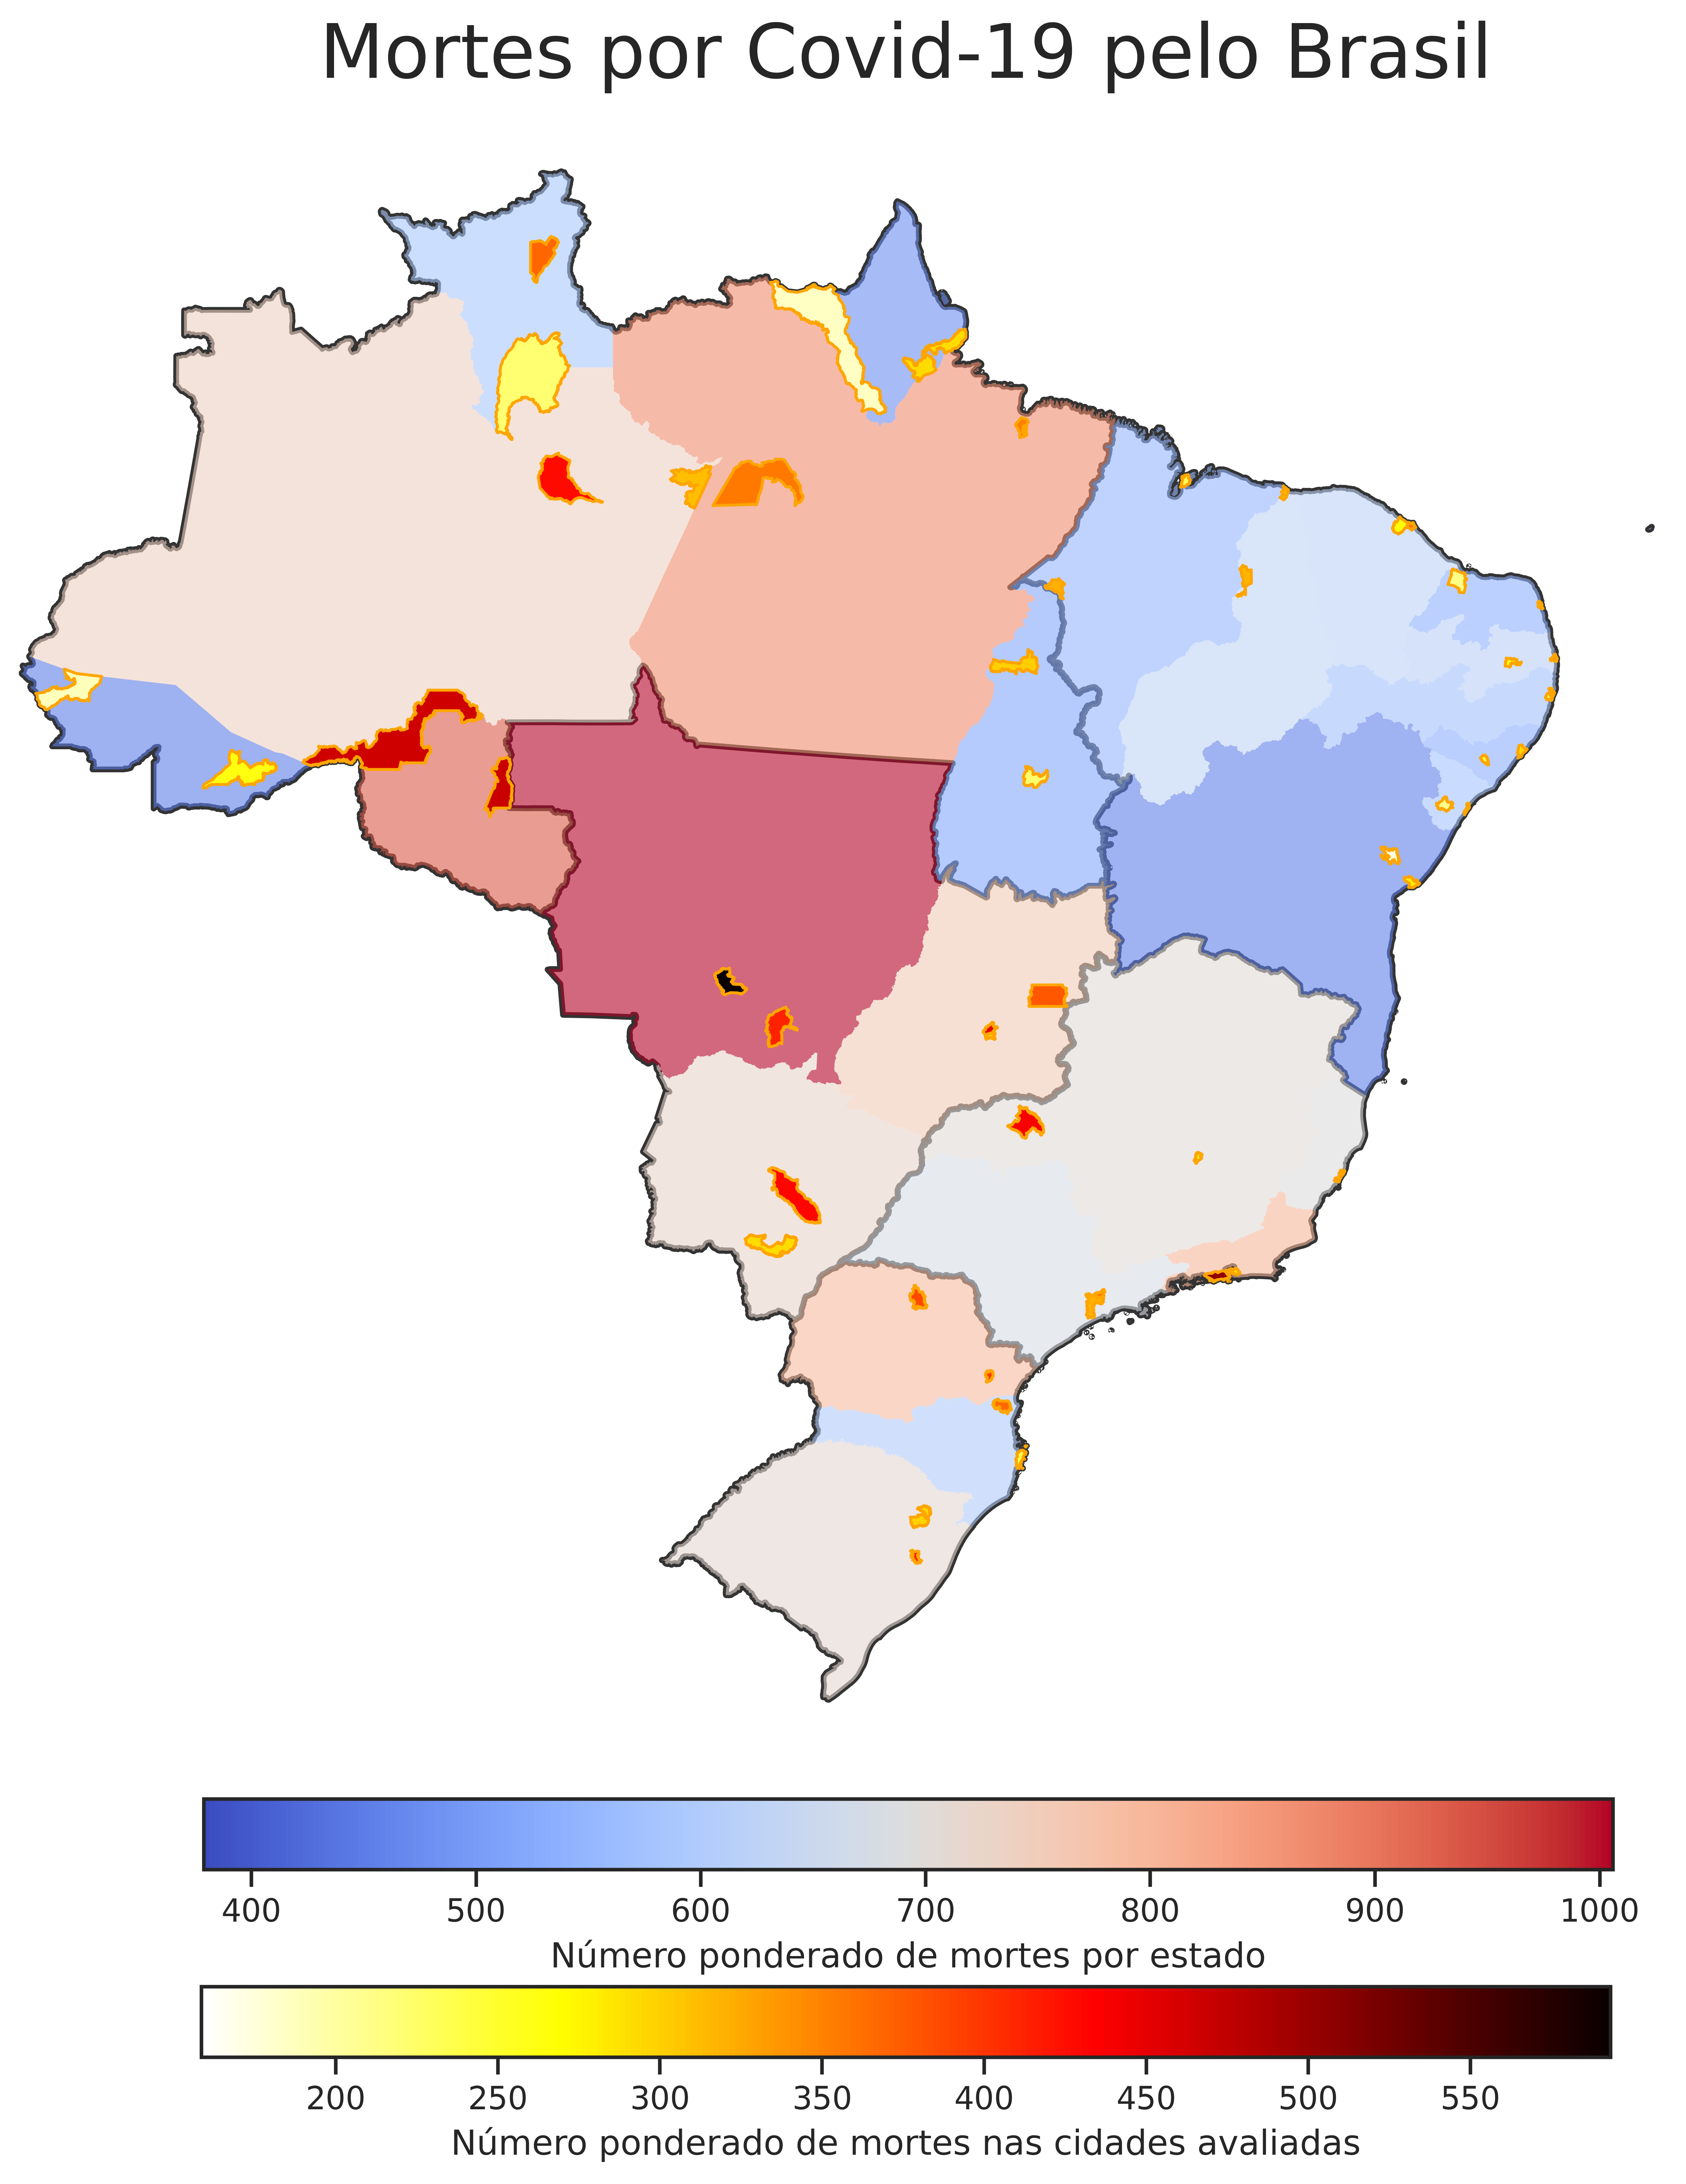 Mortes por Covid-19 pelo Brasil
400 500 600 700 800 900 1000
Número ponderado de mortes por estado
200 250 300 350 400 450 500 550
Número ponderado de mortes nas cidades avaliadas